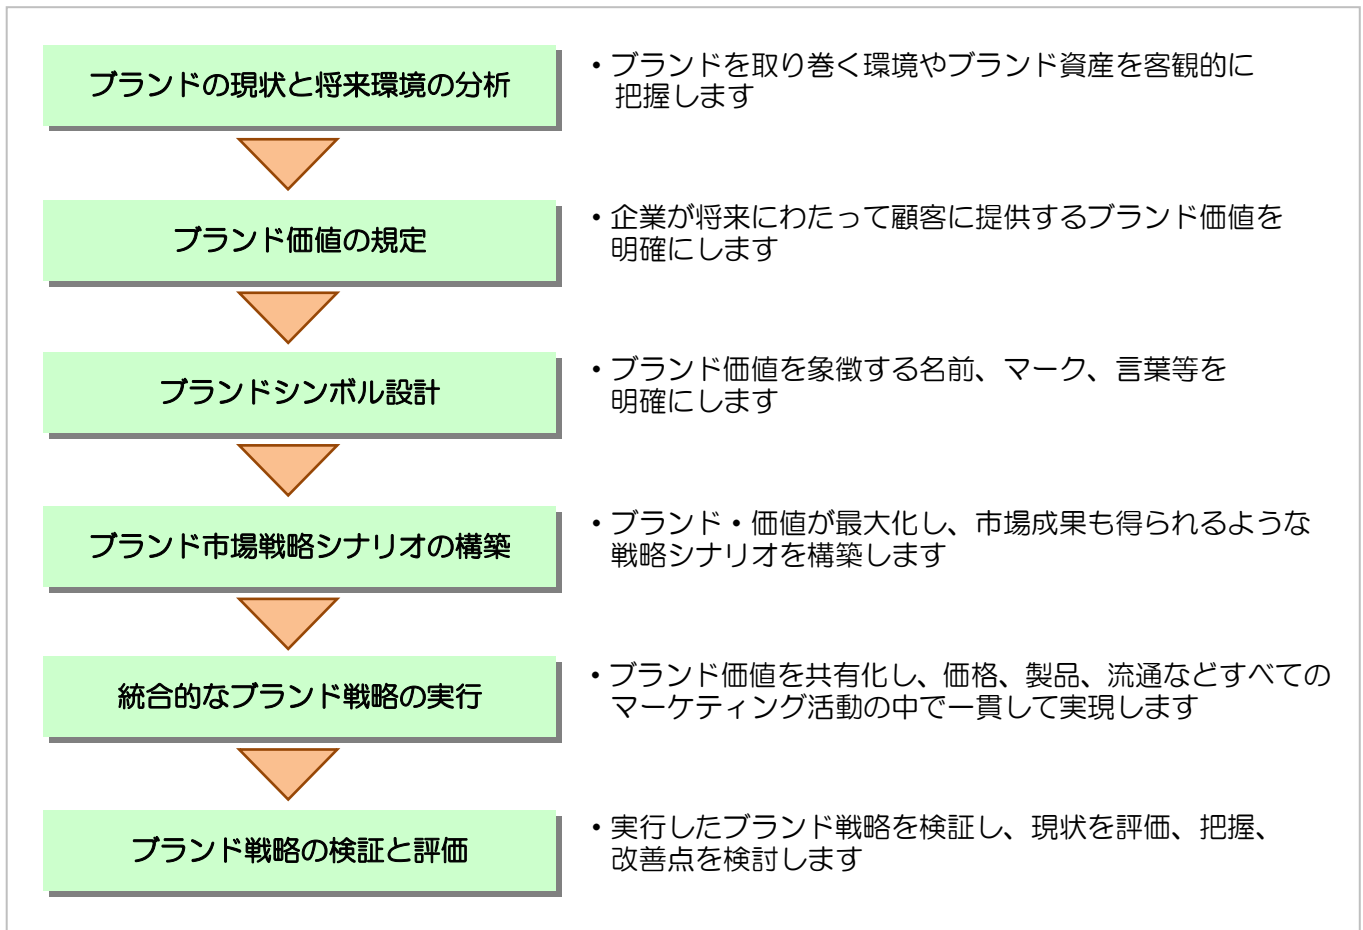 ブランドの現状と将来環境の分析
・ブランドを取り巻く環境やブランド資産を客観的に
把握します
ブランド価値の規定
・企業が将来にわたって顧客に提供するブランド価値を
明確にします
ブランドシンボル設計
・ブランド価値を象徴する名前、マーク、言葉等を
明確にします
ブランド市場戦略シナリオの構築
・ブランド・価値が最大化し、市場成果も得られるような
戦略シナリオを構築します
統合的なブランド戦略の実行
・ブランド価値を共有化し、価格、製品、流通などすべての
マーケティング活動の中で一貫して実現します
ブランド戦略の検証と評価
・実行したブランド戦略を検証し、現状を評価、把握、
改善点を検討します